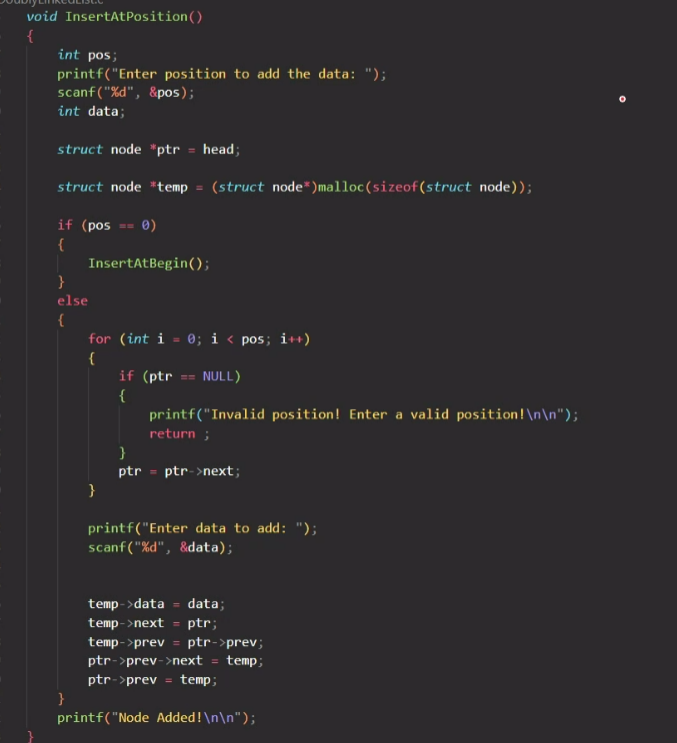 DoublyLinkedList.c
void InsertAtPosition()
{
    int pos;
    printf("Enter position to add the data: ");
    scanf("%d", &pos);
    int data;

    struct node *ptr = head;

    struct node *temp = (struct node*)malloc(sizeof(struct node));

    if (pos == 0)
    {
        InsertAtBegin();
    }
    else
    {
        for (int i = 0; i < pos; i++)
        {
            if (ptr == NULL)
            {
                printf("Invalid position! Enter a valid position!\n\n");
                return ;
            }
            ptr = ptr->next;
        }

        printf("Enter data to add: ");
        scanf("%d", &data);


        temp->data = data;
        temp->next = ptr;
        temp->prev = ptr->prev;
        ptr->prev->next = temp;
        ptr->prev = temp;
    }
    printf("Node Added!\n\n");
}